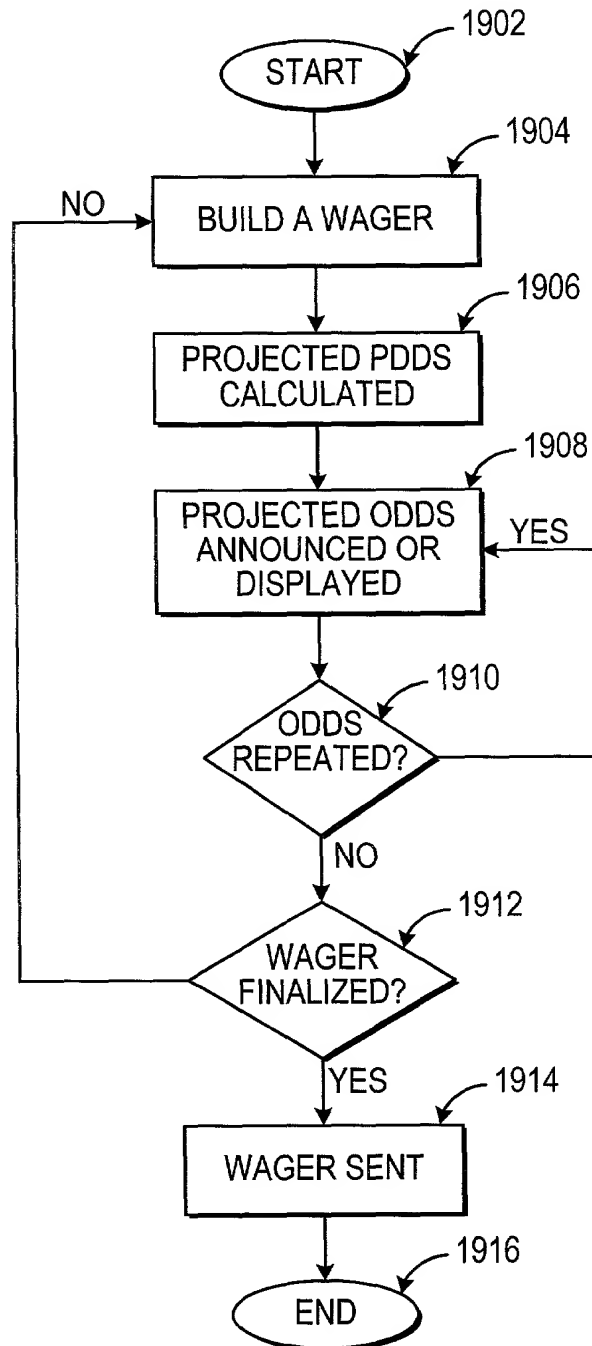 1902
START
1904
NO
BUILD A WAGER
1906
PROJECTED PDDS
CALCULATED
1908
PROJECTED ODDS
ANNOUNCED OR
DISPLAYED
YES
1910
ODDS
REPEATED?
NO
1912
WAGER
FINALIZED?
YES
1914
WAGER SENT
1916
END